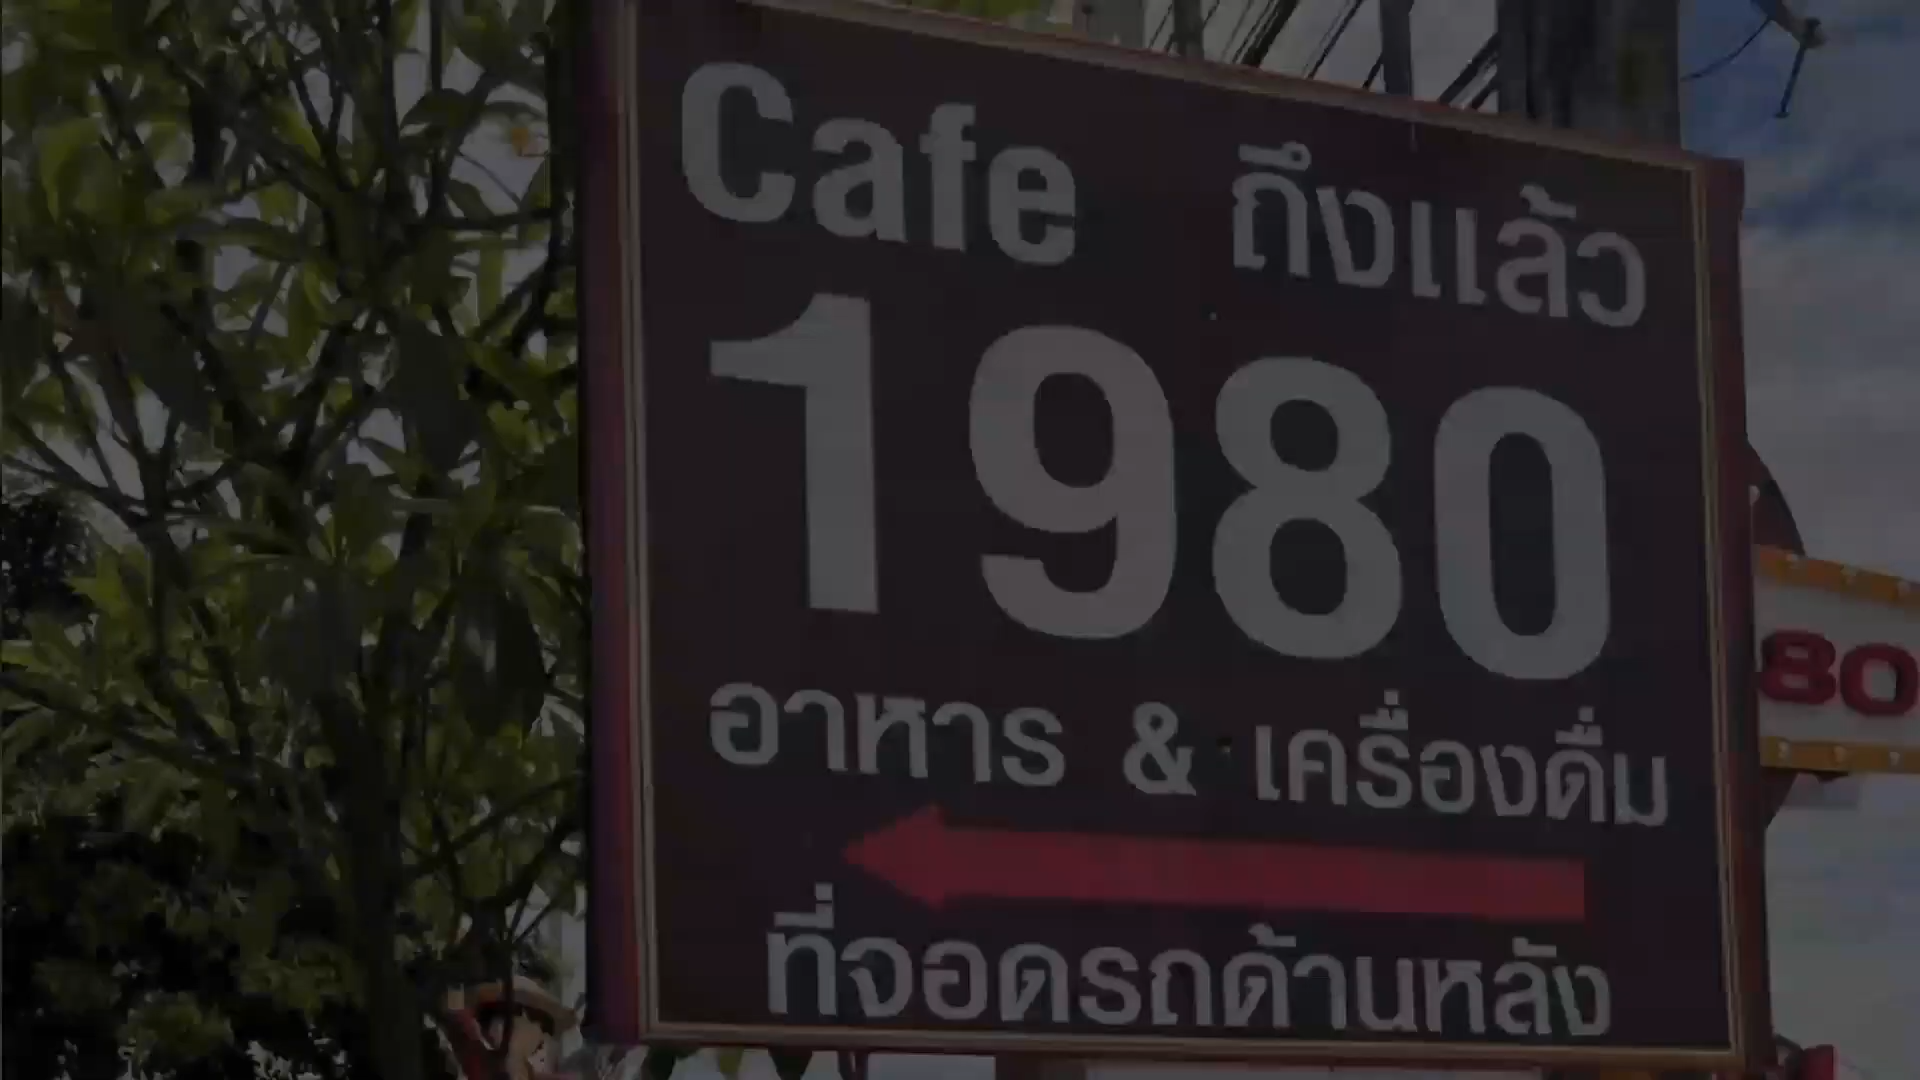 Cafe ถึงแล้ว
1980
อาหาร & เครื่องดื่ม
ที่จอดรถด้านหลัง
80